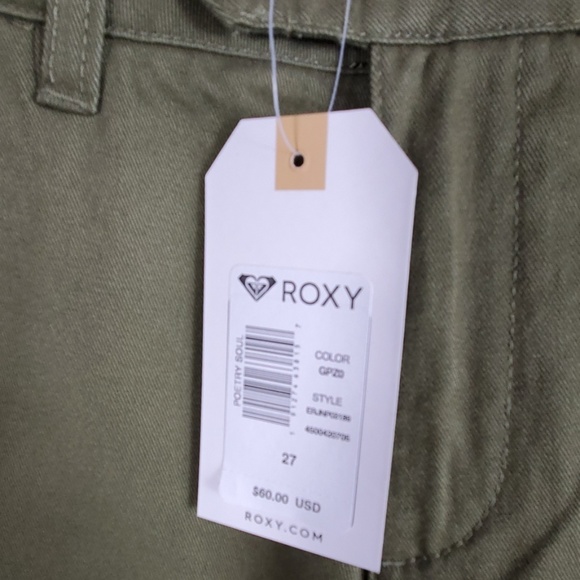 ROXY
POETRY SOUL
COLOR
GPZ0
STYLE
27
$60.00 USD
ROXY.COM